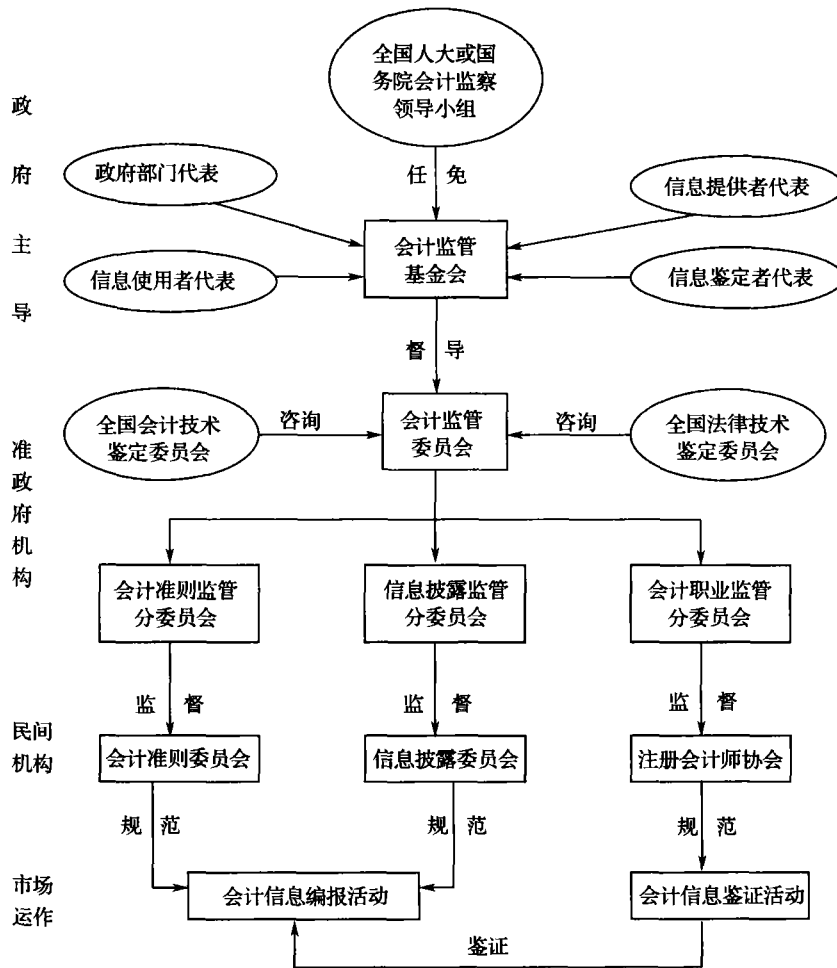 全国人大或国
务院会计监察
领导小组
政
府
主
导
政府部门代表
任 免
信息提供者代表
会计监管
基金会
信息使用者代表
信息鉴定者代表
督 导
全国会计技术
鉴定委员会
咨询
会计监管
委员会
咨询
全国法律技术
鉴定委员会
准
政
府
机
构
会计准则监管
分委员会
信息披露监管
分委员会
会计职业监管
分委员会
监 督
监 督
监 督
民间
机构
会计准则委员会
信息披露委员会
注册会计师协会
规 范
规 范
规 范
市场
运作
会计信息编报活动
会计信息鉴证活动
鉴证